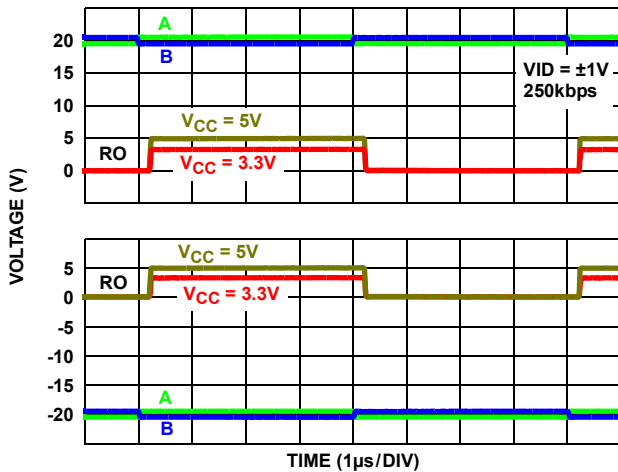 A
20
B
VID = ±1V
250kbps
15
10
VCC = 5V
5
RO
VCC = 3.3V
0
VOLTAGE (V)
VCC = 5V
5
RO
VCC = 3.3V
0
-5
-10
-15
A
-20
B
TIME (1µs/DIV)